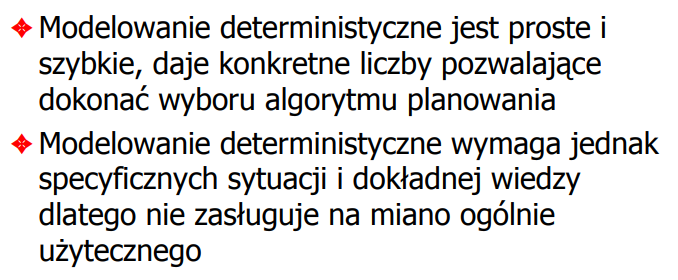 Modelowanie deterministyczne jest proste i
szybkie, daje konkretne liczby pozwalające
dokonać wyboru algorytmu planowania
Modelowanie deterministyczne wymaga jednak
specyficznych sytuacji i dokładnej wiedzy
dlatego nie zasługuje na miano ogólnie
użytecznego